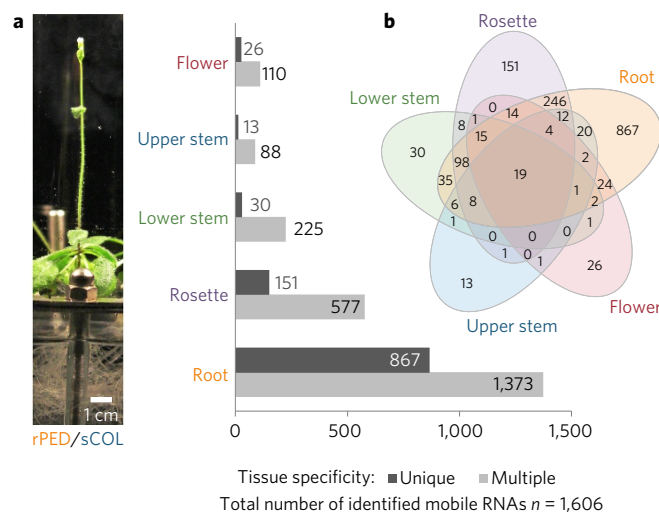 a
1 cm
rPED/sCOL
Flower
26
110
Upper stem
13
88
Lower stem
30
225
Rosette
151
577
Root
867
1,373
0
500
1,000
1,500
Tissue specificity: Unique Multiple
Total number of identified mobile RNAs n = 1,606
b
Rosette
Root
Lower stem
Upper stem
Flower
151
0 246
8 1 14 12 20 867
30 15 4
98 2
35 19 1 24
6 8 2
1 1
0 0 0
1 0 1 26
13